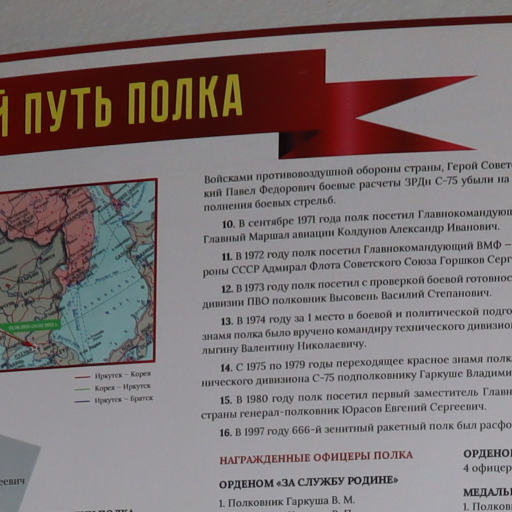 Й ПУТЬ ПОЛКА
Войсками противовоздушной обороны страны, Герой Совет
кий Павел Федорович боевые расчеты ЗРДн С-75 убыли на
полнения боевых стрельб.
10. В сентябре 1971 года полк посетил Главнокомандующ
Главный Маршал авиации Колдунов Александр Иванович.
11. В 1972 году полк посетил Главнокомандующий ВМФ –
роны СССР Адмирал Флота Советского Союза Горшков Серг
12. В 1973 году полк посетил с проверкой боевой готовнос
дивизии ПВО полковник Высовень Василий Степанович.
13. В 1974 году за 1 место в боевой и политической подго
знамя полка было вручено командиру технического дивизион
лыгину Валентину Николаевичу.
14. С 1975 по 1979 годы переходящее красное знамя полк
нического дивизиона С-75 подполковнику Гаркуше Владими
15. В 1980 году полк посетил первый заместитель Главн
страны генерал-полковник Юрасов Евгений Сергеевич.
16. В 1997 году 666-й зенитный ракетный полк был расфо
Иркутск – Корея
Корея – Иркутск
Иркутск – Братск
еевич
НАГРАЖДЕННЫЕ ОФИЦЕРЫ ПОЛКА
ОРДЕНОМ «ЗА СЛУЖБУ РОДИНЕ»
1. Полковник Гаркуша В. М.
ОРДЕНО
4 офицер
МЕДАЛЬ
1. Полков